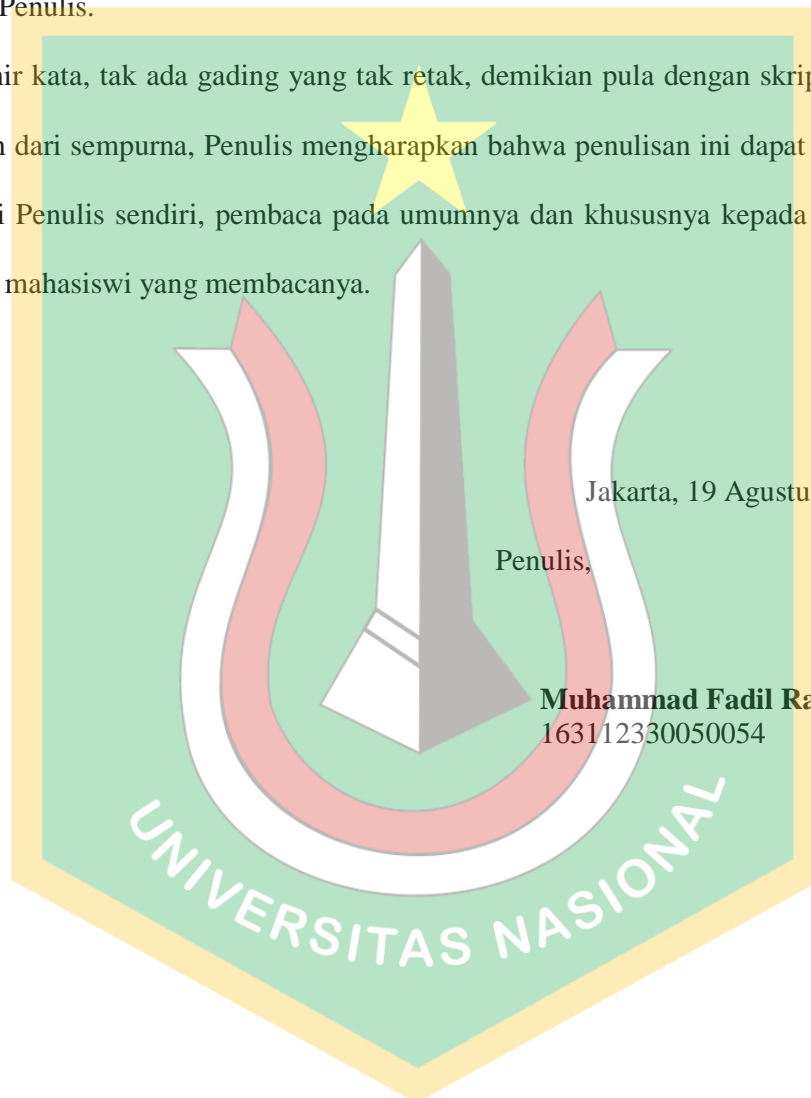 Penulis.
ir kata, tak ada gading yang tak retak, demikian pula dengan skrip
dari sempurna, Penulis mengharapkan bahwa penulisan ini dapat
i Penulis sendiri, pembaca pada umumnya dan khususnya kepada
mahasiswi yang membacanya.
Jakarta, 19 Agustu
Penulis,
Muhammad Fadil Ra
163112330050054
UNIVERSITAS NASIONAL